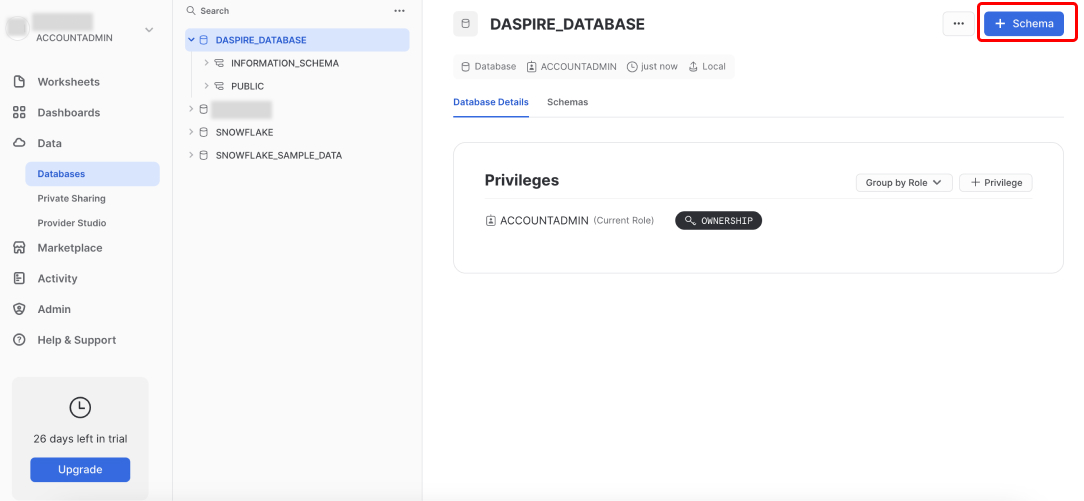 ACCOUNTADMIN
Worksheets
Dashboards
Data
Databases
Private Sharing
Provider Studio
Marketplace
Activity
Admin
Help & Support
26 days left in trial
Upgrade
Search
DASPIRE_DATABASE
INFORMATION_SCHEMA
PUBLIC
SNOWFLAKE
SNOWFLAKE_SAMPLE_DATA
DASPIRE_DATABASE
... + Schema
Database ACCOUNTADMIN just now Local
Database Details Schemas
Privileges Group by Role + Privilege
ACCOUNTADMIN (Current Role) OWNERSHIP